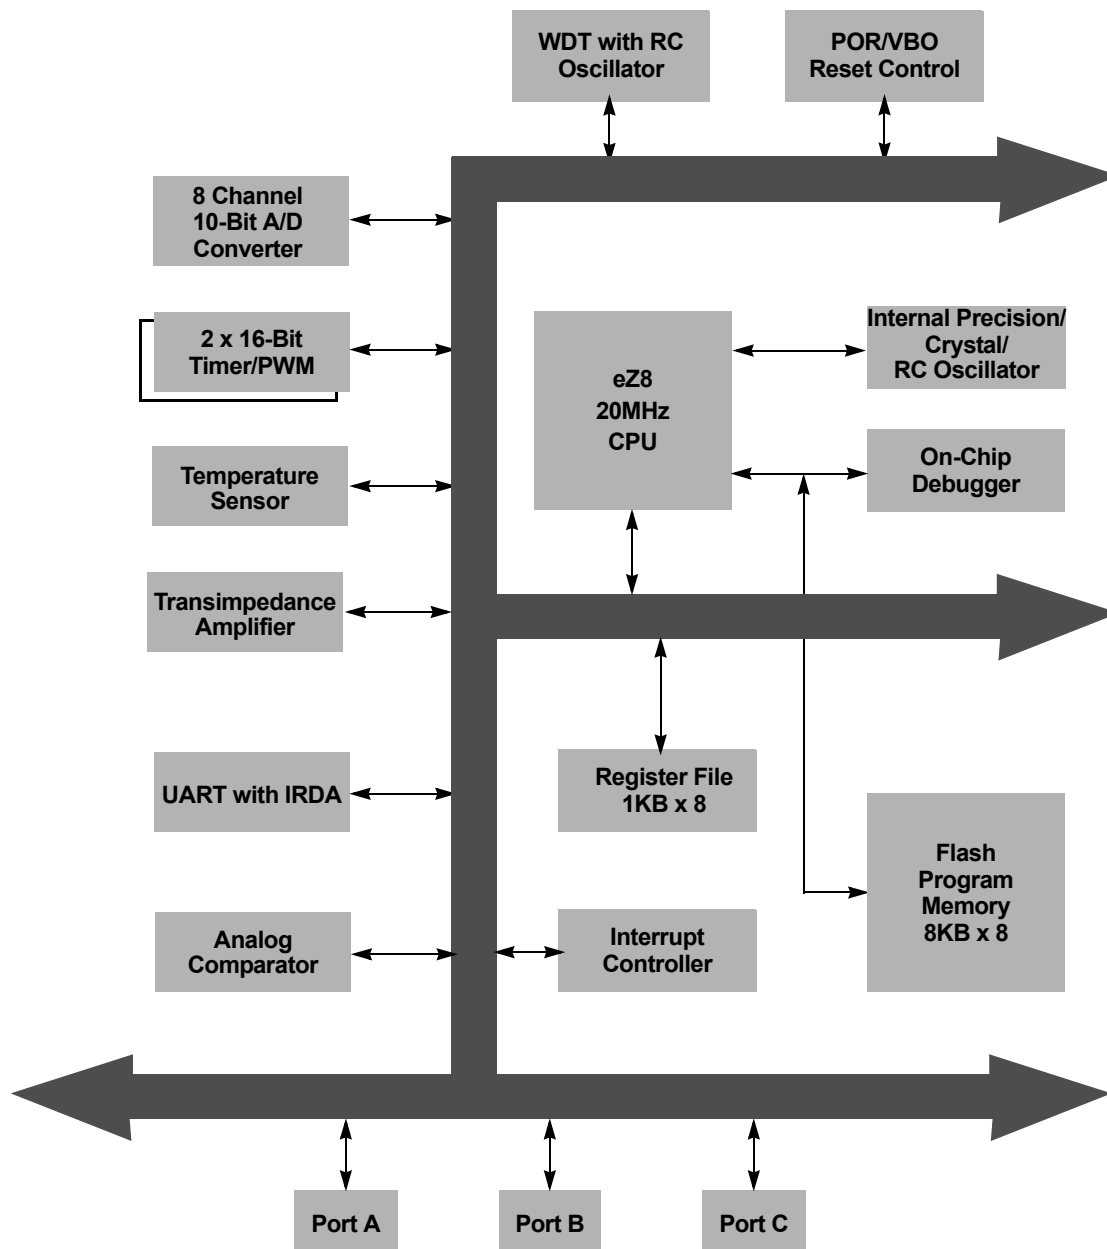 WDT with RC
Oscillator
POR/VBO
Reset Control
8 Channel
10-Bit A/D
Converter
2 x 16-Bit
Timer/PWM
eZ8
20MHz
CPU
Internal Precision/
Crystal/
RC Oscillator
Temperature
Sensor
On-Chip
Debugger
Transimpedance
Amplifier
UART with IRDA
Register File
1KB x 8
Flash
Program
Memory
8KB x 8
Analog
Comparator
Interrupt
Controller
Port A
Port B
Port C